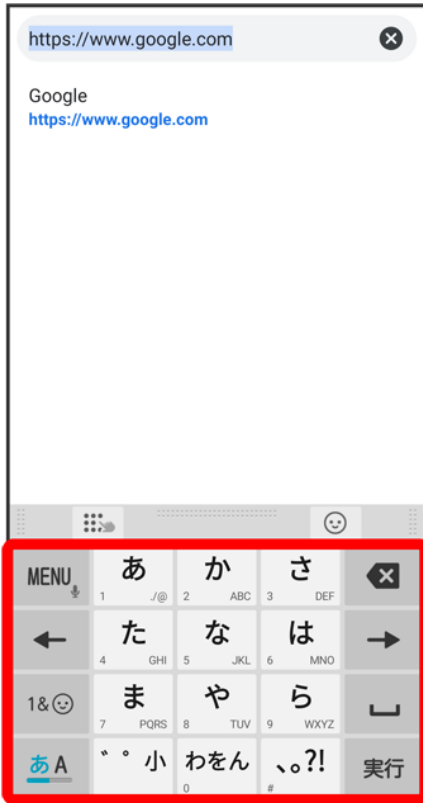 https://www.google.com
Google
https://www.google.com
MENU あ か さ
1 ./@ 2 ABC 3 DEF
た な は
4 GHI 5 JKL 6 MNO
1& ま や ら
7 PQRS 8 TUV 9 WXYZ
あA ゛゜小 わをん 、。?! 実行
0 #